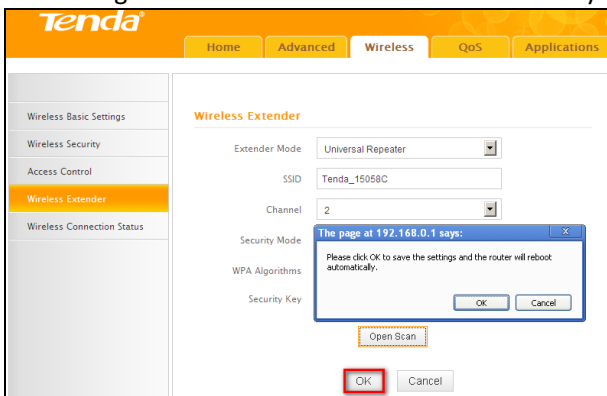 Tenda
Home Advanced Wireless QoS Applications
Wireless Basic Settings
Wireless Security
Access Control
Wireless Extender
Wireless Connection Status
Wireless Extender
Extender Mode Universal Repeater
SSID Tenda_15058C
Channel 2
Security Mode
WPA Algorithms
Security Key
The page at 192.168.0.1 says: X
Please click OK to save the settings and the router will reboot
automatically.
OK Cancel
Open Scan
OK Cancel